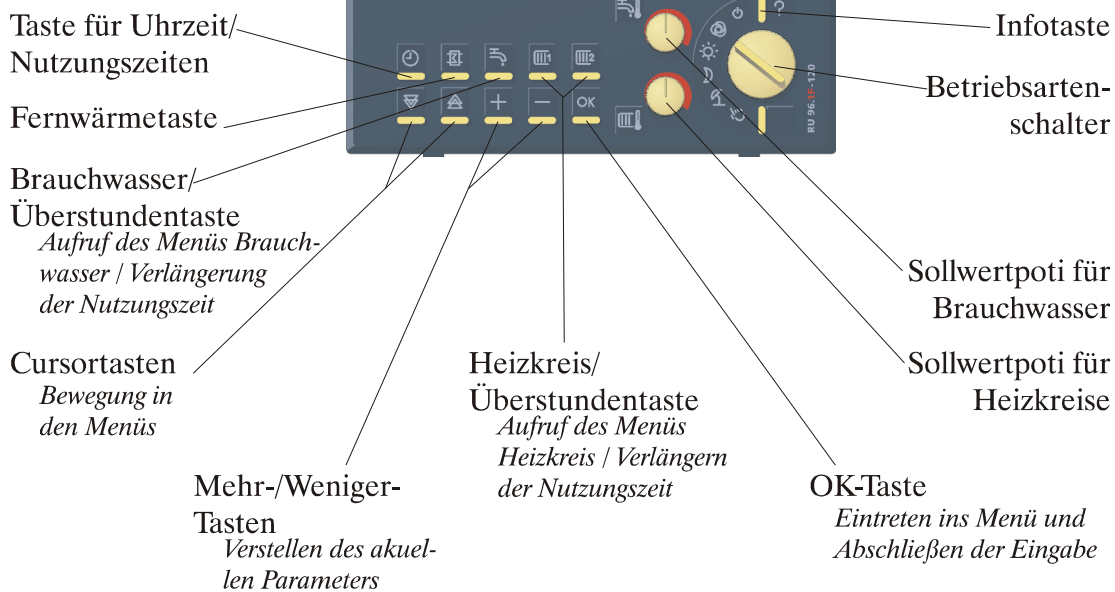 Taste für Uhrzeit/
Nutzungszeiten
Fernwärmetaste
Brauchwasser/
Überstundentaste
Aufruf des Menüs Brauch-
wasser / Verlängerung
der Nutzungszeit
Cursortasten
Bewegung in
den Menüs
Mehr-/Weniger-
Tasten
Verstellen des akuel-
len Parameters
Heizkreis/
Überstundentaste
Aufruf des Menüs
Heizkreis / Verlängern
der Nutzungszeit
OK-Taste
Eintreten ins Menü und
Abschließen der Eingabe
Infotaste
Betriebsarten-
schalter
Sollwertpoti für
Brauchwasser
Sollwertpoti für
Heizkreise
1
2
+
−
OK
?
RU 96.1F-120